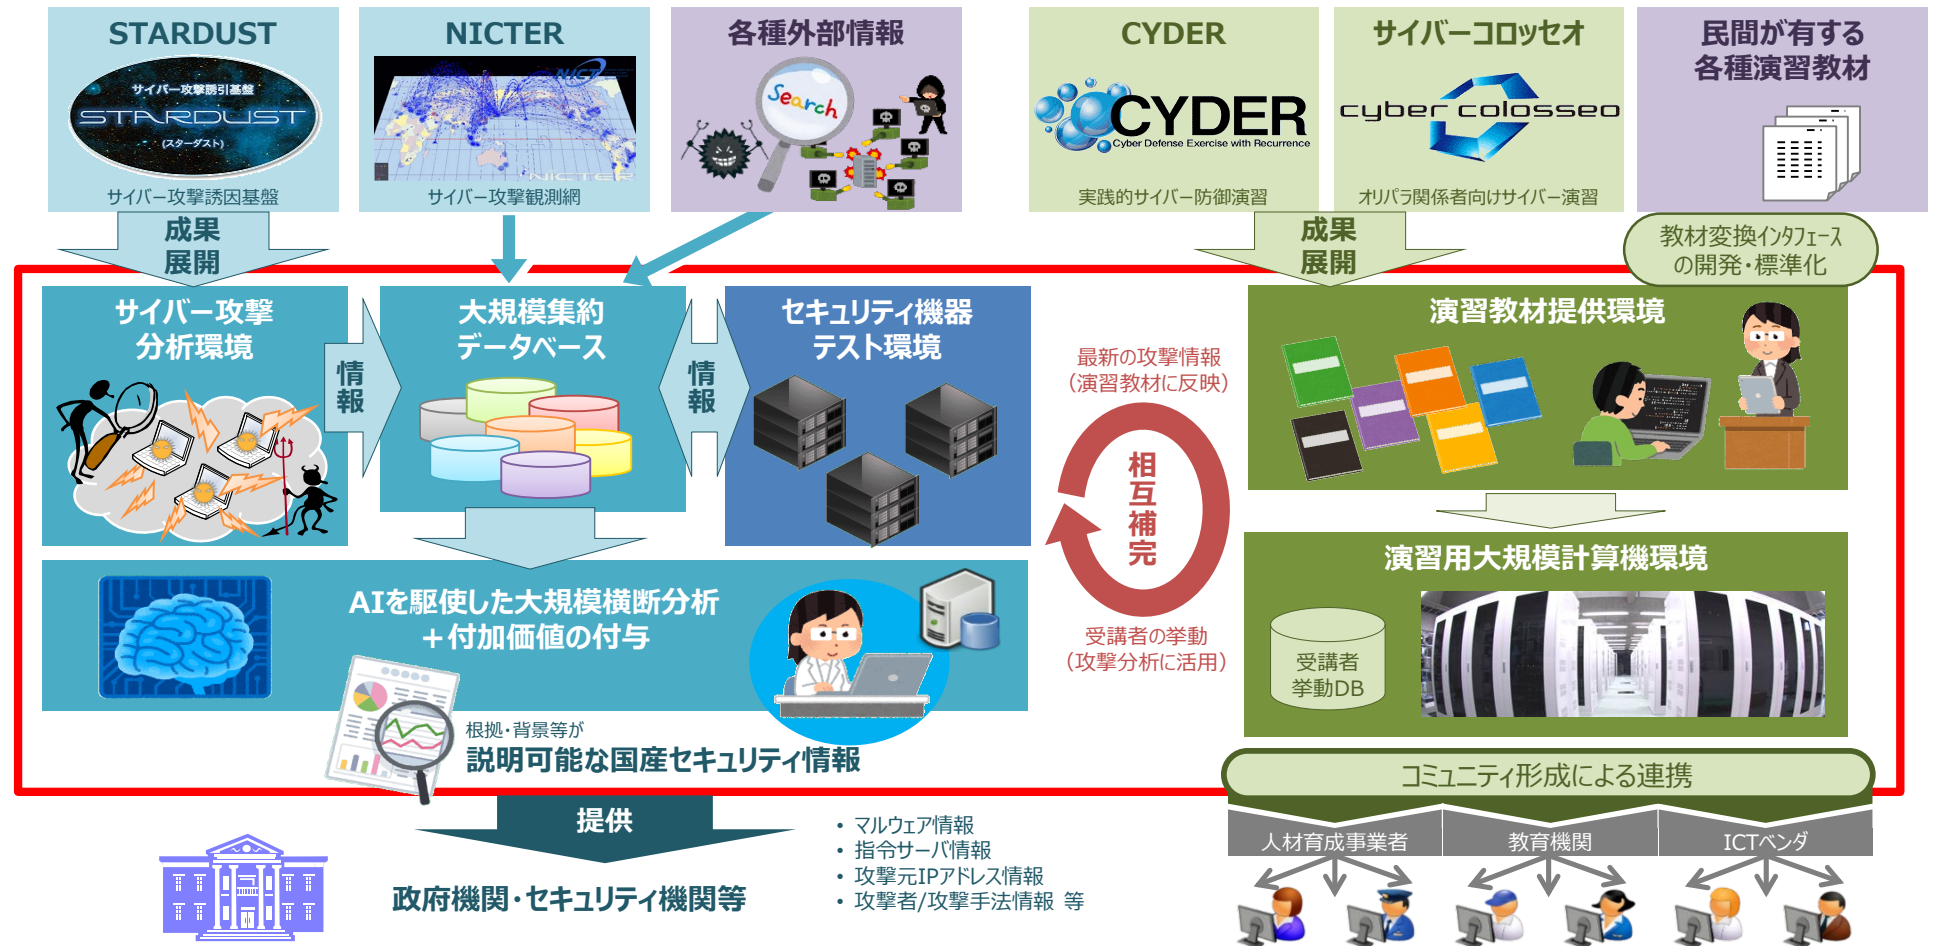 STARDUST
サイバー攻撃誘引基盤
STARDUST
(スターダスト)
サイバー攻撃誘因基盤
NICTER
NICT
NICTER
サイバー攻撃観測網
各種外部情報
Search
CYDER
CYDER
Cyber Defense Exercise with Recurrence
実践的サイバー防御演習
サイバーコロッセオ
cyber colosseo
オリパラ関係者向けサイバー演習
民間が有する
各種演習教材
成果
展開
成果
展開
教材変換インタフェース
の開発・標準化
サイバー攻撃
分析環境
情報
大規模集約
データベース
情報
セキュリティ機器
テスト環境
最新の攻撃情報
（演習教材に反映）
相互補完
受講者の挙動
（攻撃分析に活用）
演習教材提供環境
演習用大規模計算機環境
受講者
挙動DB
AIを駆使した大規模横断分析
＋付加価値の付与
根拠・背景等が
説明可能な国産セキュリティ情報
コミュニティ形成による連携
提供
政府機関・セキュリティ機関等
• マルウェア情報
• 指令サーバ情報
• 攻撃元IPアドレス情報
• 攻撃者/攻撃手法情報 等
人材育成事業者
教育機関
ICTベンダ